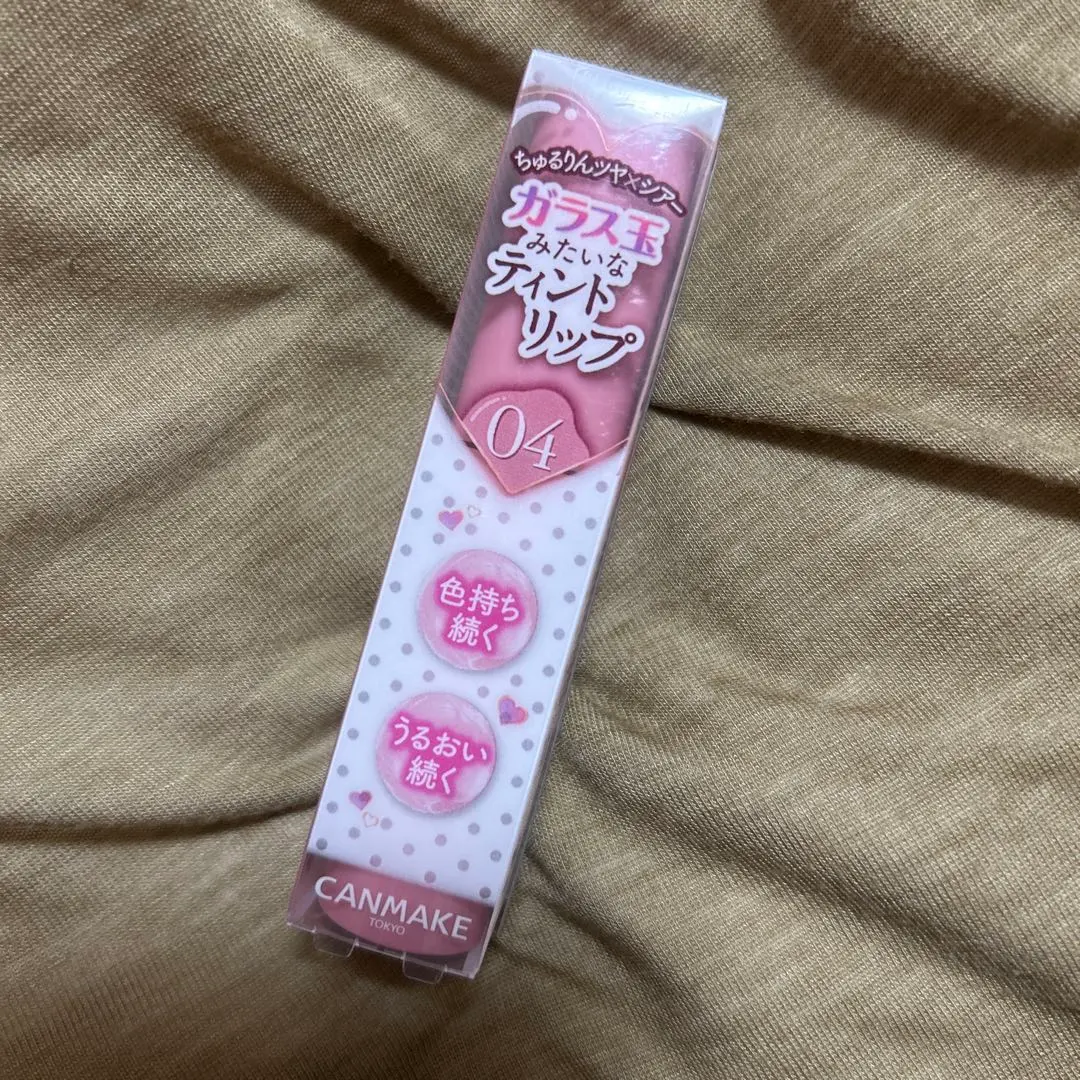 ちゅるりんツヤ×シアー
ガラス玉
みたいな
ティント
リップ
04
色持ち
続く
うるおい
続く
CANMAKE
TOKYO